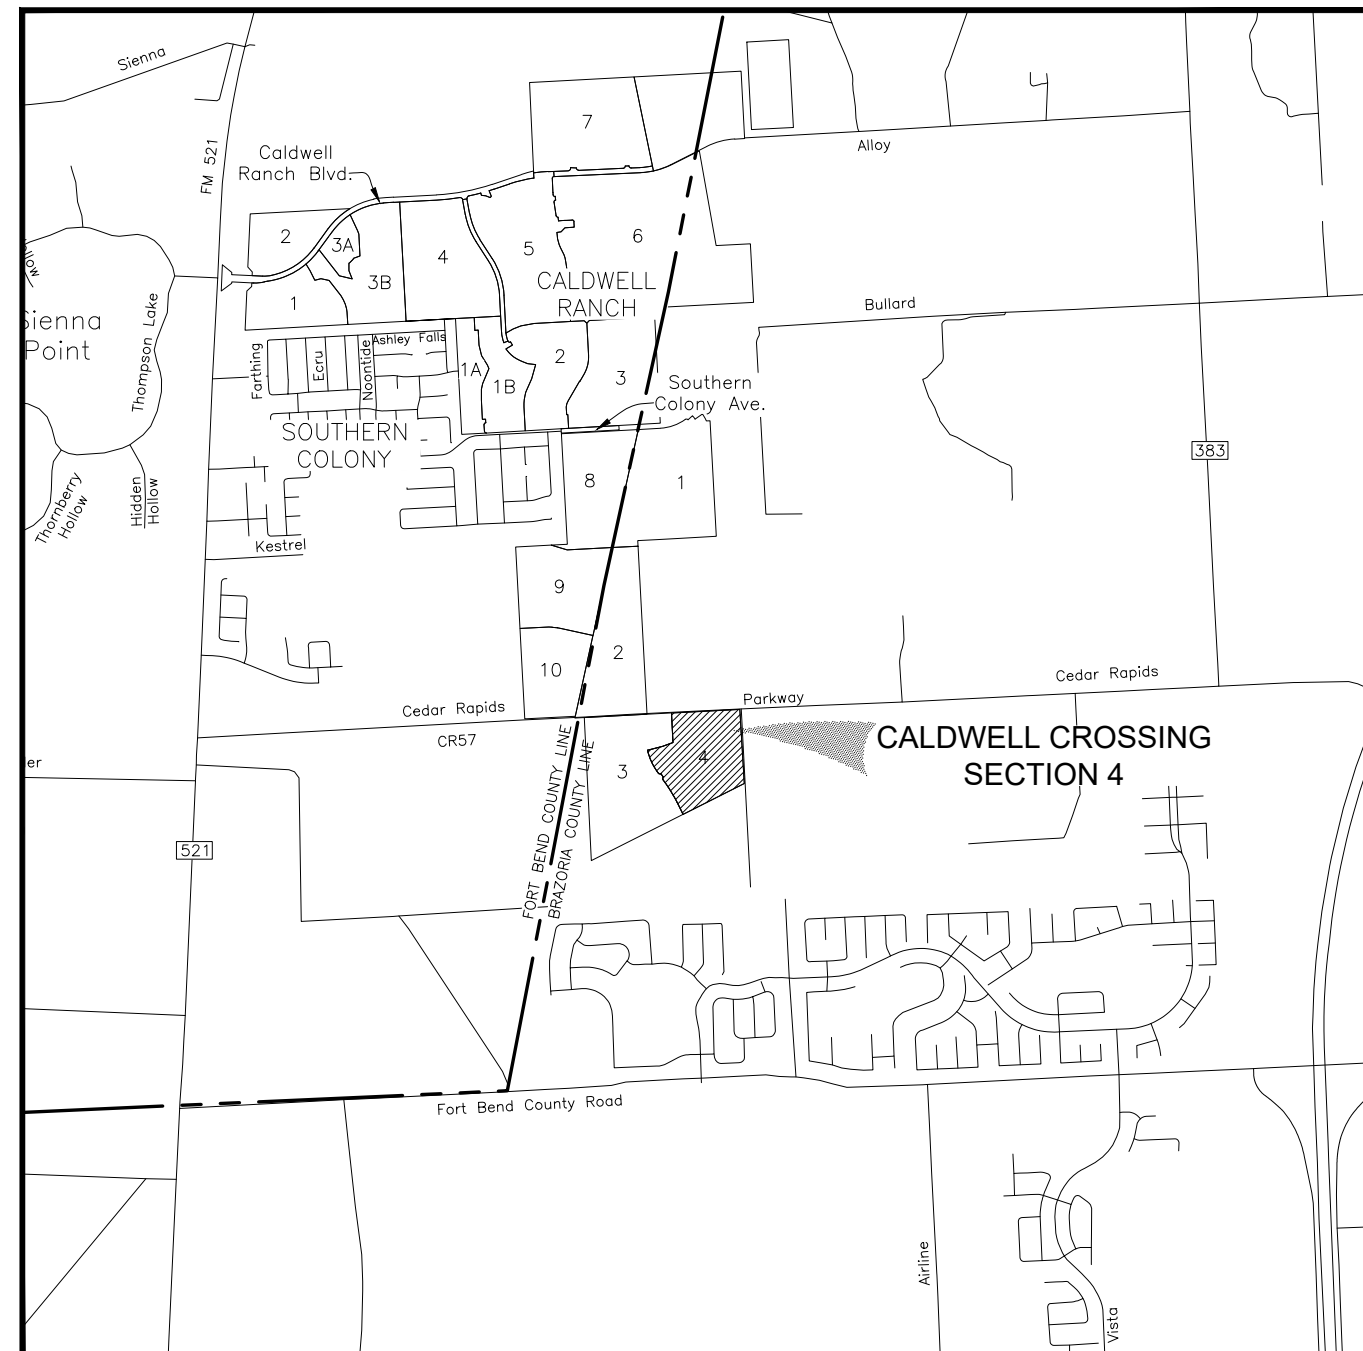 Sienna
FM 521
7
Caldwell
Ranch Blvd.
Alloy
2
3A
3B
4
5
6
1
CALDWELL
RANCH
Bullard
Sienna
Point
Thompson Lake
Farthing
Ecru
Noontide
Ashley Falls
1A
1B
2
3
Southern
Colony Ave.
SOUTHERN
COLONY
383
8
1
Thornberry
Hollow
Hidden
Hollow
Kestrel
9
10
2
Cedar Rapids
Parkway
Cedar Rapids
CR57
3
4
CALDWELL CROSSING
SECTION 4
er
521
FORT BEND COUNTY LINE
BRAZORIA COUNTY LINE
Fort Bend County Road
Airline
Vista